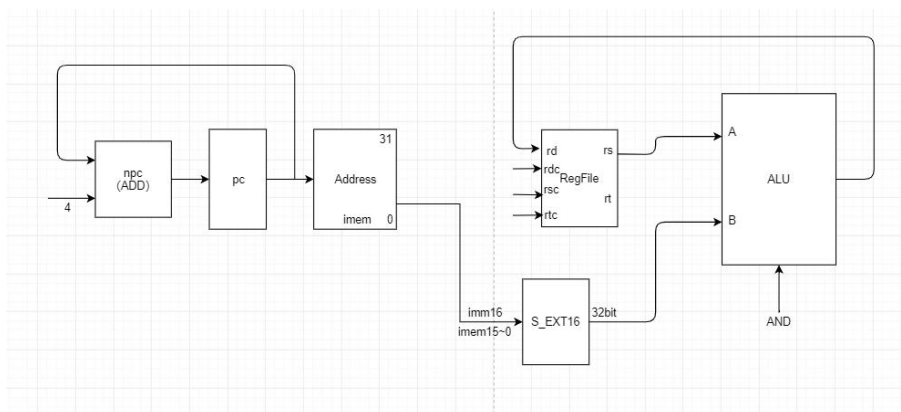 npc
(ADD)
4
pc
31
Address
imem 0
imm16
imem15~0
S_EXT16
32bit
rd
rs
rdc
RegFile
rsc
rt
rtc
A
ALU
B
AND